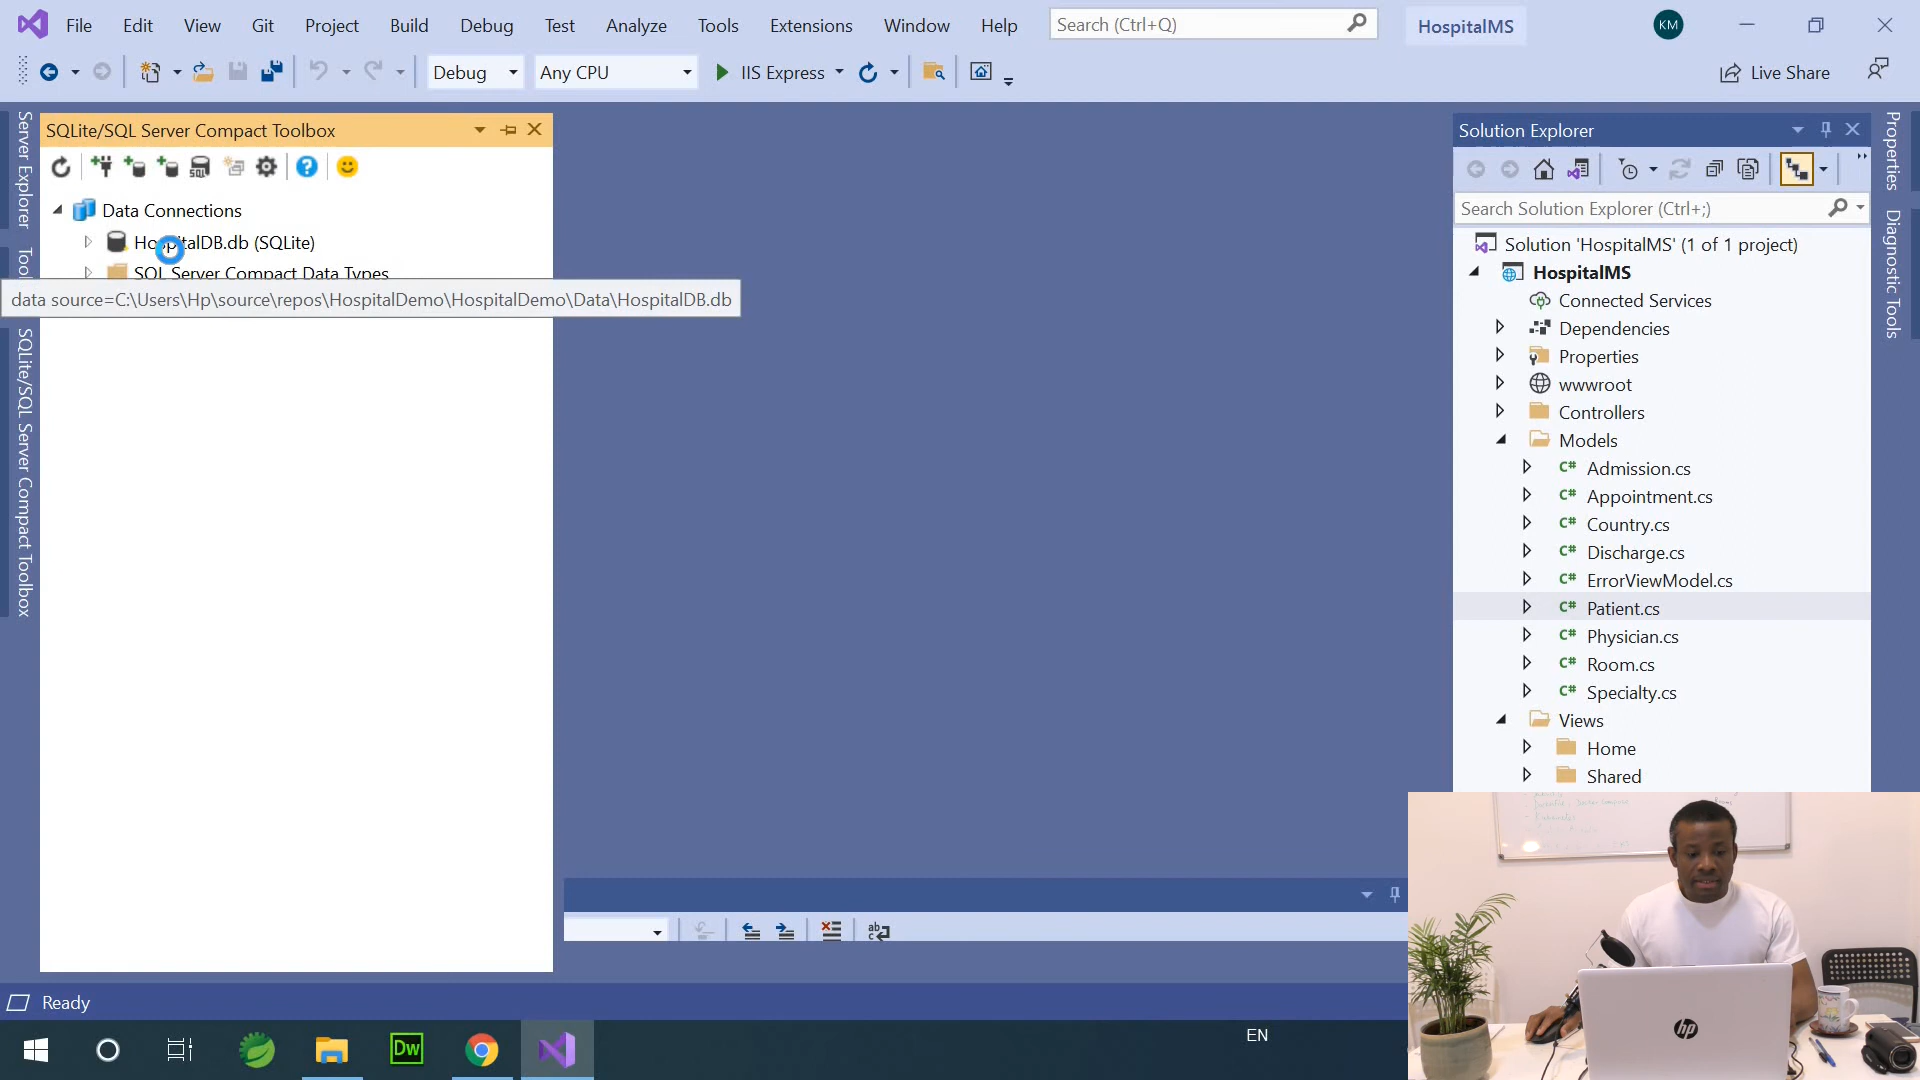 File Edit View Git Project Build Debug Test Analyze Tools Extensions Window Help Search (Ctrl+Q) HospitalMS KM
Debug Any CPU IIS Express Live Share
Server Explorer
SQLite/SQL Server Compact Toolbox
SQLite/SQL Server Compact Toolbox
SQL
Data Connections
HospitalDB.db (SQLite)
SQL Server Compact Data Types
data source=C:\Users\Hp\source\repos\HospitalDemo\HospitalDemo\Data\HospitalDB.db
Solution Explorer
Search Solution Explorer (Ctrl+;)
Solution 'HospitalMS' (1 of 1 project)
HospitalMS
Connected Services
Dependencies
Properties
wwwroot
Controllers
Models
C# Admission.cs
C# Appointment.cs
C# Country.cs
C# Discharge.cs
C# ErrorViewModel.cs
C# Patient.cs
C# Physician.cs
C# Room.cs
C# Specialty.cs
Views
Home
Shared
Properties
Diagnostic Tools
Ready
Dw
EN
hp